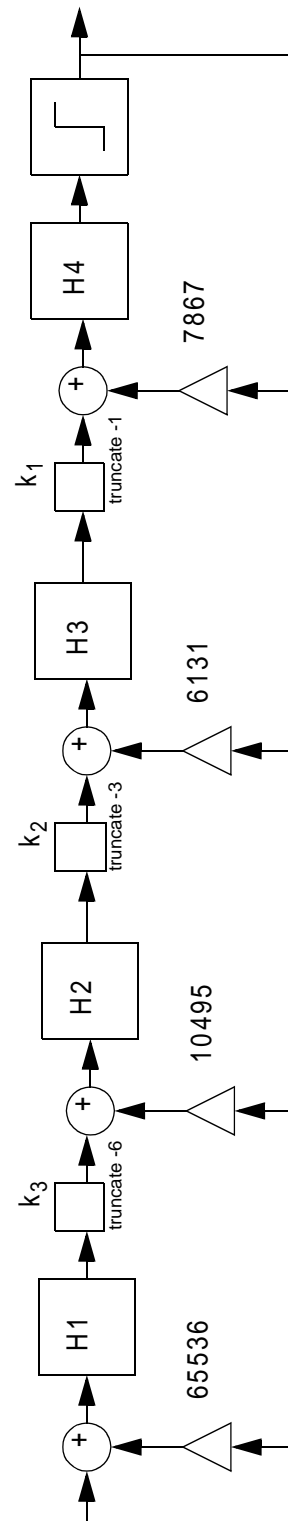 +
H1
k3
truncate -6
+
H2
k2
truncate -3
+
H3
k1
truncate -1
+
H4
65536
10495
6131
7867